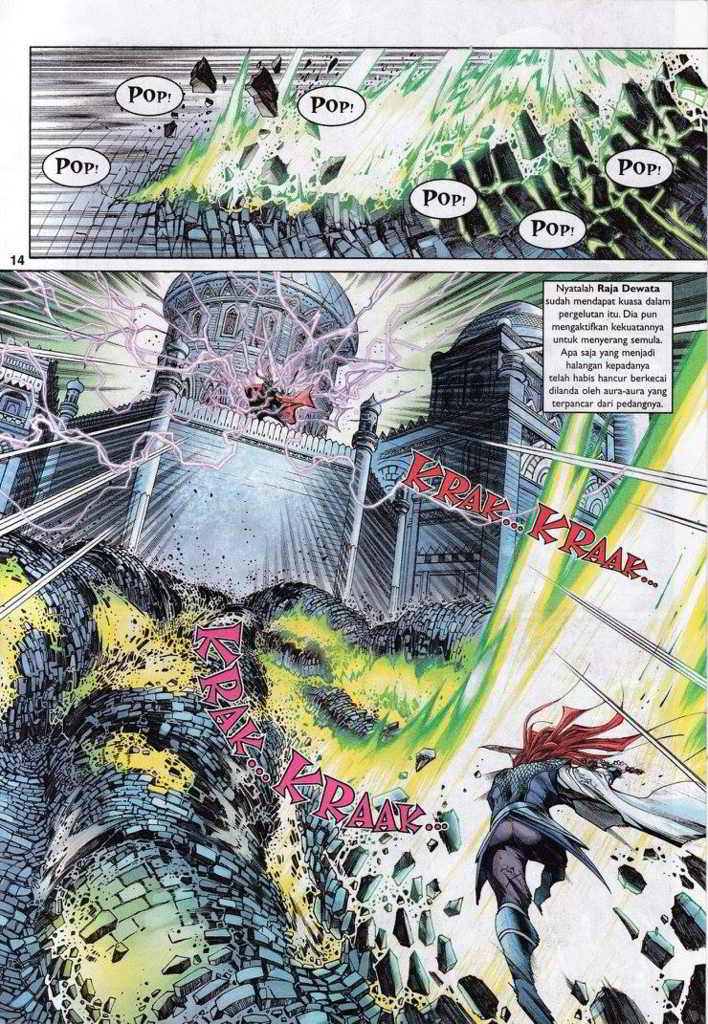 POP!
POP!
POP!
POP!
POP!
POP!
14
Nyatalah Raja Dewata
sudah mendapat kuasa dalam
pergelutan itu. Dia pun
mengaktifkan kekuatannya
untuk menyerang semula.
Apa saja yang menjadi
halangan kepadanya
telah habis hancur berkecai
dilanda oleh aura-aura yang
terpancar dari pedangnya.
KRAK... KRAAK...
KRAK... KRAAK...